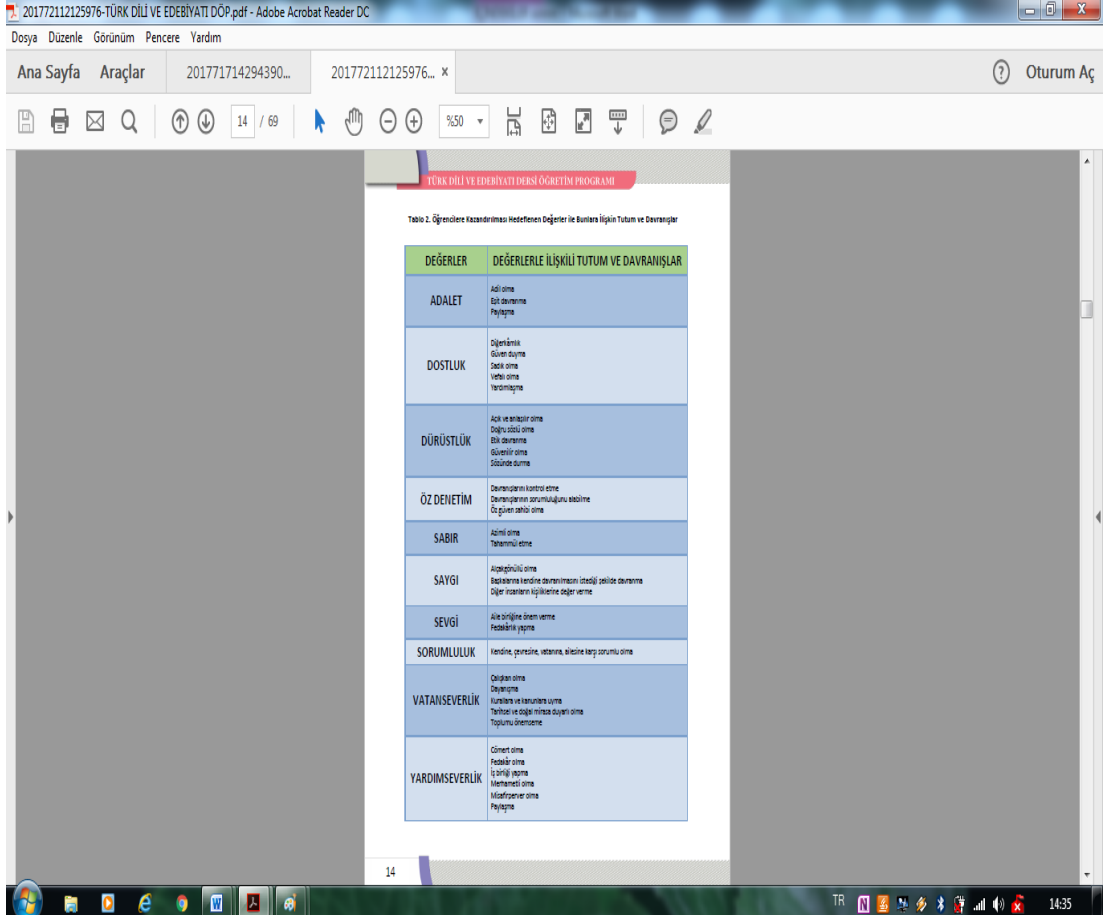 201772112125976-TÜRK DİLİ VE EDEBİYATI DÖP.pdf - Adobe Acrobat Reader DC
Dosya Düzenle Görünüm Pencere Yardım
Ana Sayfa Araçlar 201771714294390... 201772112125976... × Oturum Aç
14 / 69 %50
TÜRK DİLİ VE EDEBİYATI DERSİ ÖĞRETİM PROGRAMI
Tablo 2. Öğrencilere Kazandırılması Hedeflenen Değerler ile Bunlara İlişkin Tutum ve Davranışlar
DEĞERLER DEĞERLERLE İLİŞKİLİ TUTUM VE DAVRANIŞLAR
ADALET
Adil olma
Eşit davranma
Paylaşma
DOSTLUK
Diğerkâmlık
Güven duyma
Sadık olma
Vefalı olma
Yardımlaşma
DÜRÜSTLÜK
Açık ve anlaşılır olma
Doğru sözlü olma
Etik davranma
Güvenilir olma
Sözünde durma
ÖZ DENETİM
Davranışlarını kontrol etme
Davranışlarının sorumluluğunu alabilme
Öz güven sahibi olma
SABIR
Azimli olma
Tahammül etme
SAYGI
Alçakgönüllü olma
Başkalarına kendine davranılmasını istediği şekilde davranma
Diğer insanların kişiliklerine değer verme
SEVGİ
Aile birliğine önem verme
Fedakârlık yapma
SORUMLULUK
Kendine, çevresine, vatanına, ailesine karşı sorumlu olma
VATANSEVERLİK
Çalışkan olma
Dayanışma
Kurallara ve kanunlara uyma
Tarihsel ve doğal mirasa duyarlı olma
Toplumu önemseme
YARDIMSEVERLİK
Cömert olma
Fedakâr olma
İş birliği yapma
Merhametli olma
Misafirperver olma
Paylaşma
14
TR 14:35